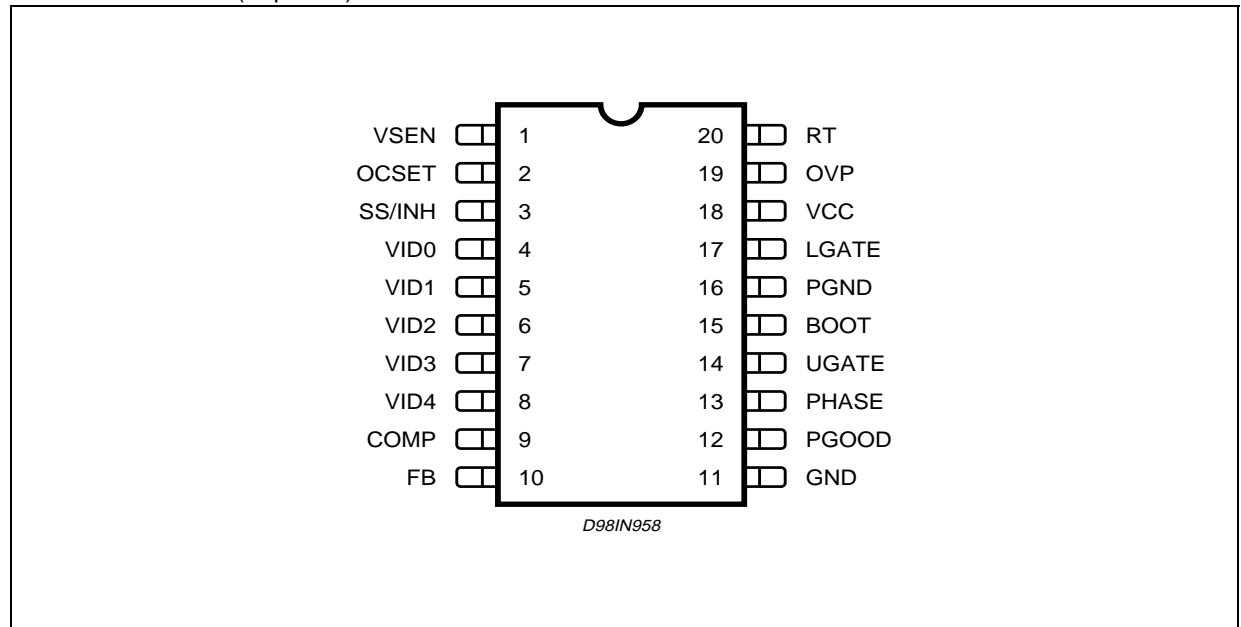 VSEN 1 20 RT
OCSET 2 19 OVP
SS/INH 3 18 VCC
VID0 4 17 LGATE
VID1 5 16 PGND
VID2 6 15 BOOT
VID3 7 14 UGATE
VID4 8 13 PHASE
COMP 9 12 PGOOD
FB 10 11 GND
D98IN958